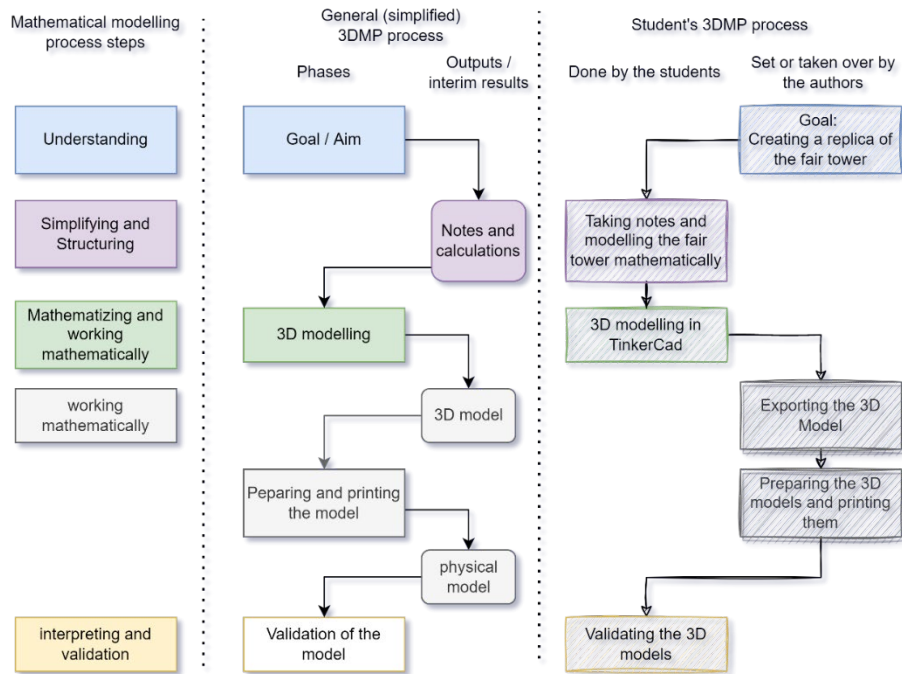 Mathematical modelling
process steps
General (simplified)
3DMP process
Phases
Outputs /
interim results
Student's 3DMP process
Done by the students
Set or taken over by
the authors
Understanding
Goal / Aim
Goal:
Creating a replica of
the fair tower
Simplifying and
Structuring
Notes and
calculations
Taking notes and
modelling the fair
tower mathematically
Mathematizing and
working
mathematically
3D modelling
3D modelling in
TinkerCad
working
mathematically
3D model
Exporting the 3D
Model
Peparing and printing
the model
Preparing the 3D
models and printing
them
physical
model
interpreting and
validation
Validation of the
model
Validating the 3D
models